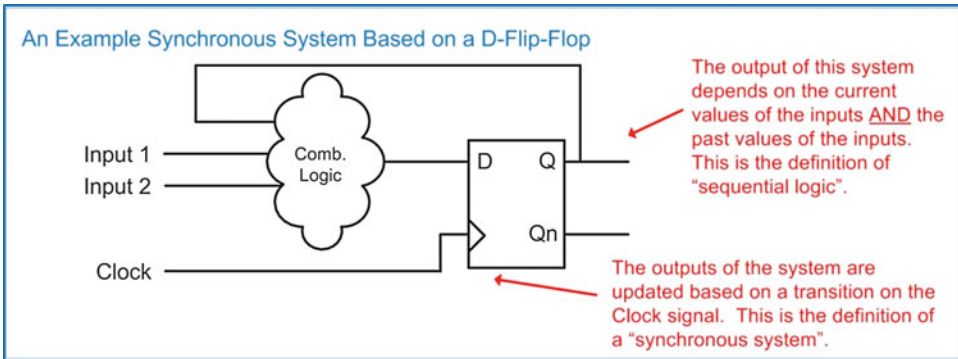 An Example Synchronous System Based on a D-Flip-Flop
The output of this system
depends on the current
values of the inputs AND the
past values of the inputs.
This is the definition of
“sequential logic”.
Input 1
Input 2
Comb.
Logic
D
Q
Qn
Clock
The outputs of the system are
updated based on a transition on the
Clock signal. This is the definition of
a “synchronous system”.